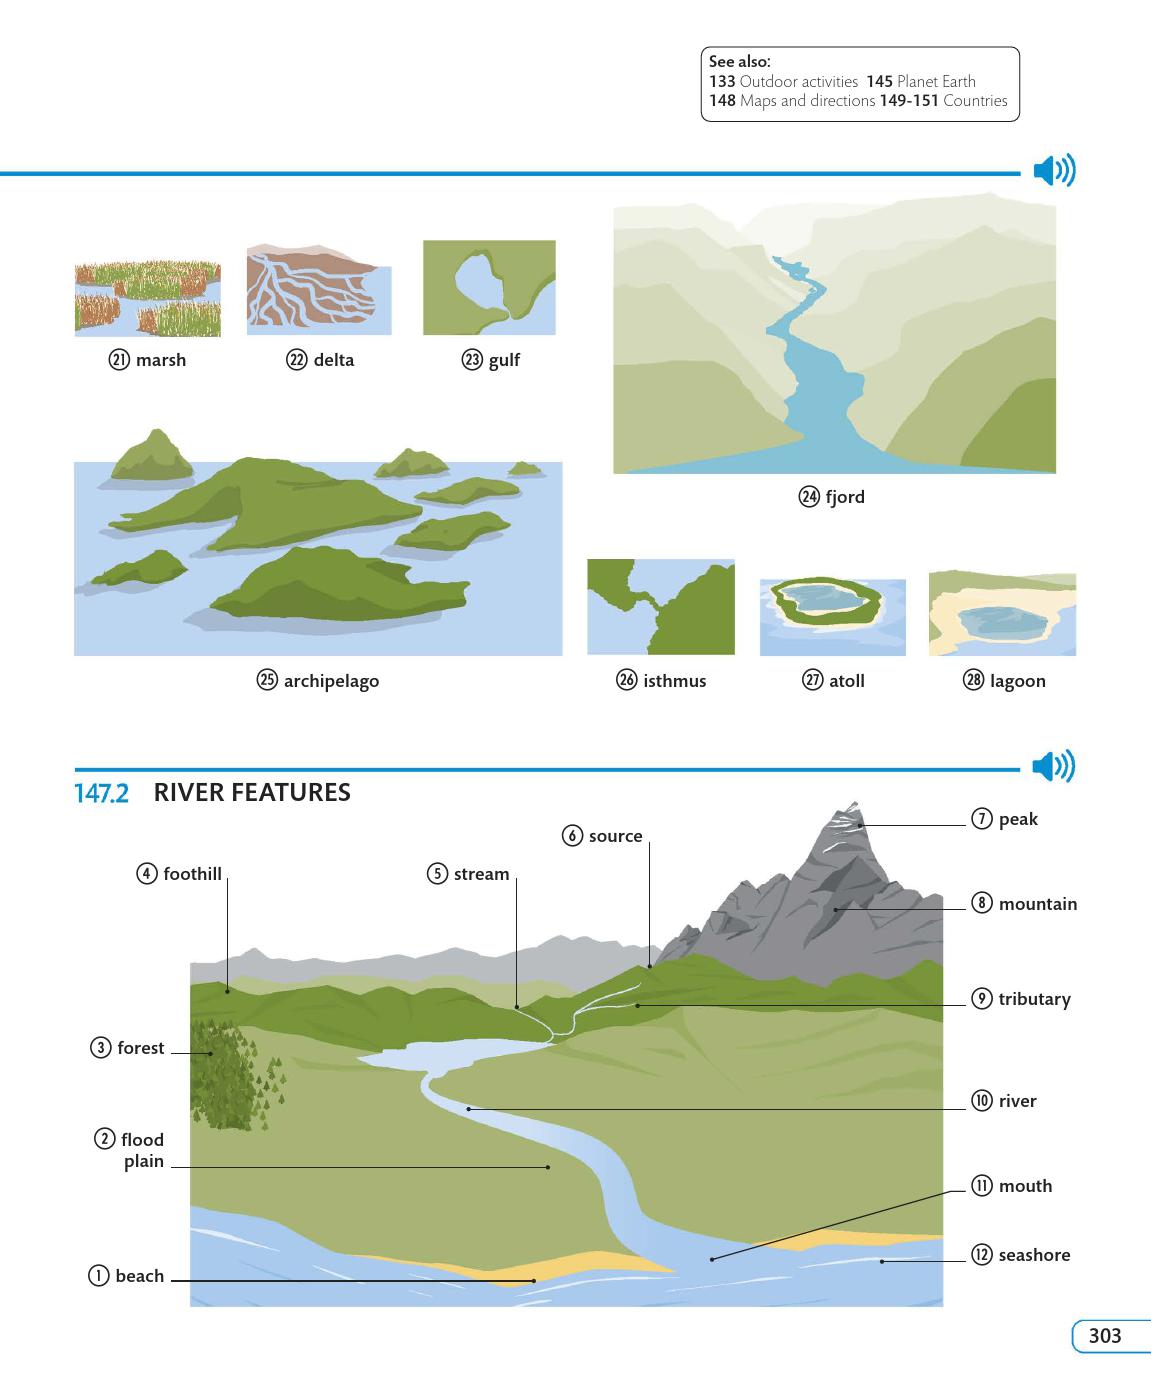 See also:
133 Outdoor activities 145 Planet Earth
148 Maps and directions 149-151 Countries
21 marsh
22 delta
23 gulf
24 fjord
25 archipelago
26 isthmus
27 atoll
28 lagoon
147.2 RIVER FEATURES
7 peak
6 source
4 foothill
5 stream
8 mountain
9 tributary
3 forest
10 river
2 flood
plain
11 mouth
12 seashore
1 beach
303